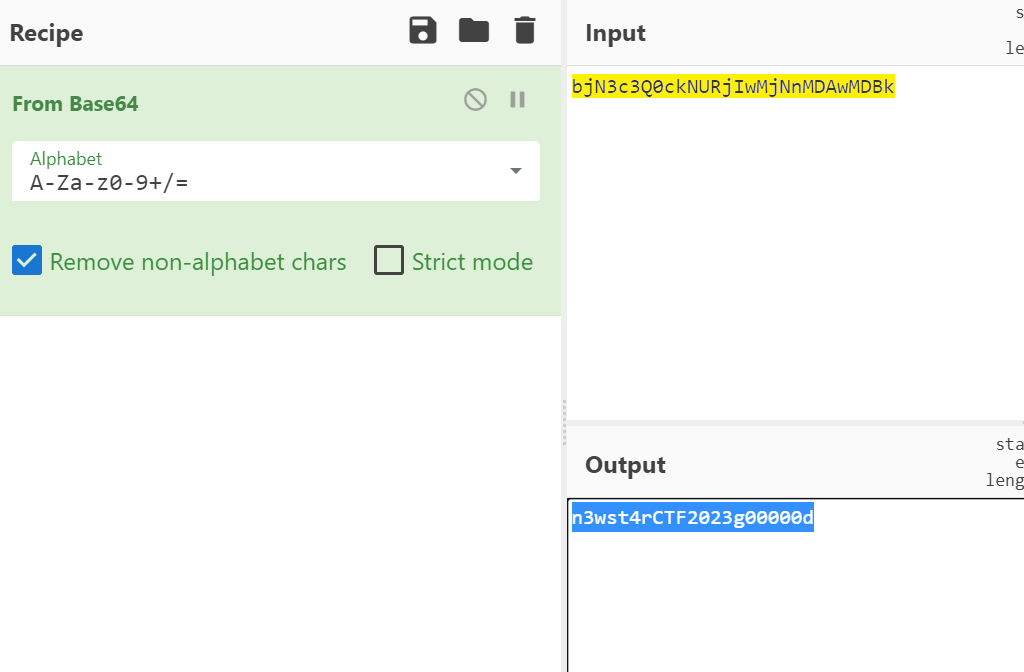 Recipe
From Base64
Alphabet
A-Za-z0-9+/=
Remove non-alphabet chars
Strict mode
Input
s
le
bjN3c3Q0ckNURjIwMjNnMDAwMDBk
Output
sta
e
leng
n3wst4rCTF2023g00000d